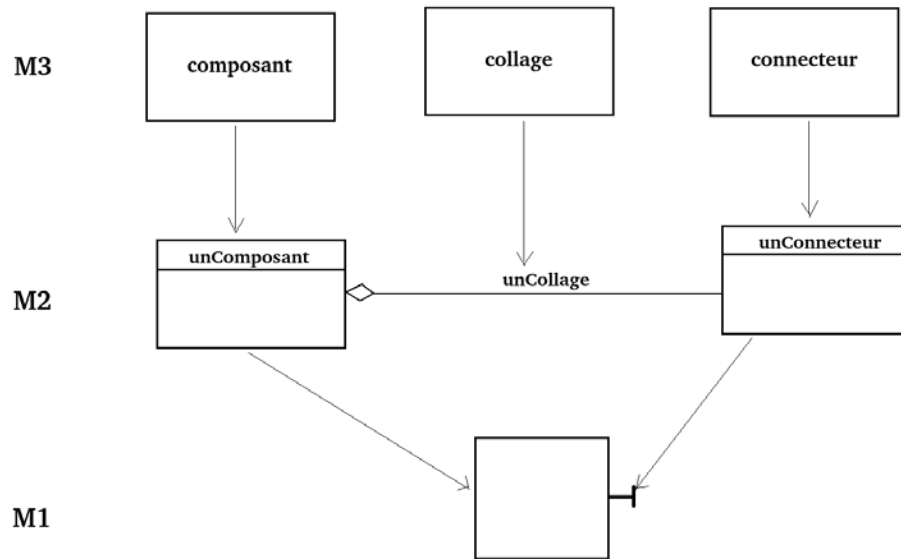 M3
composant
collage
connecteur
unComposant
unConnecteur
unCollage
M2
M1